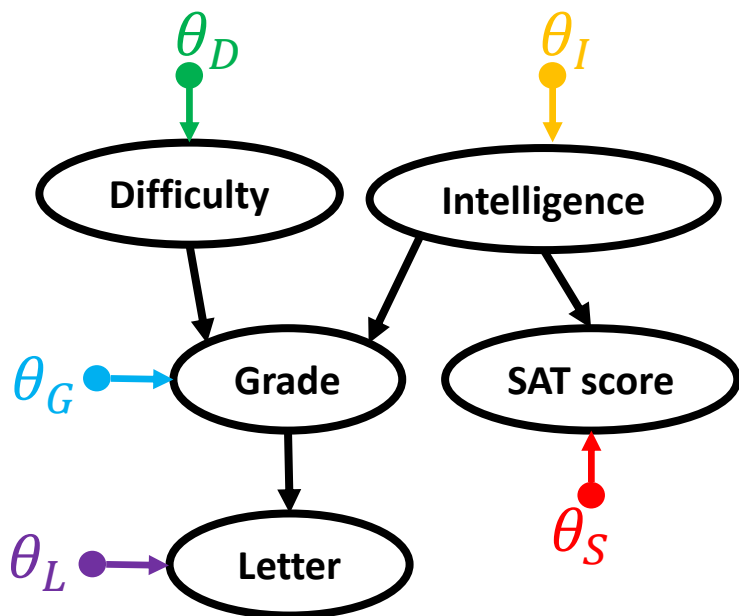 θ_D
θ_I
Difficulty
Intelligence
θ_G
Grade
SAT score
θ_S
θ_L
Letter